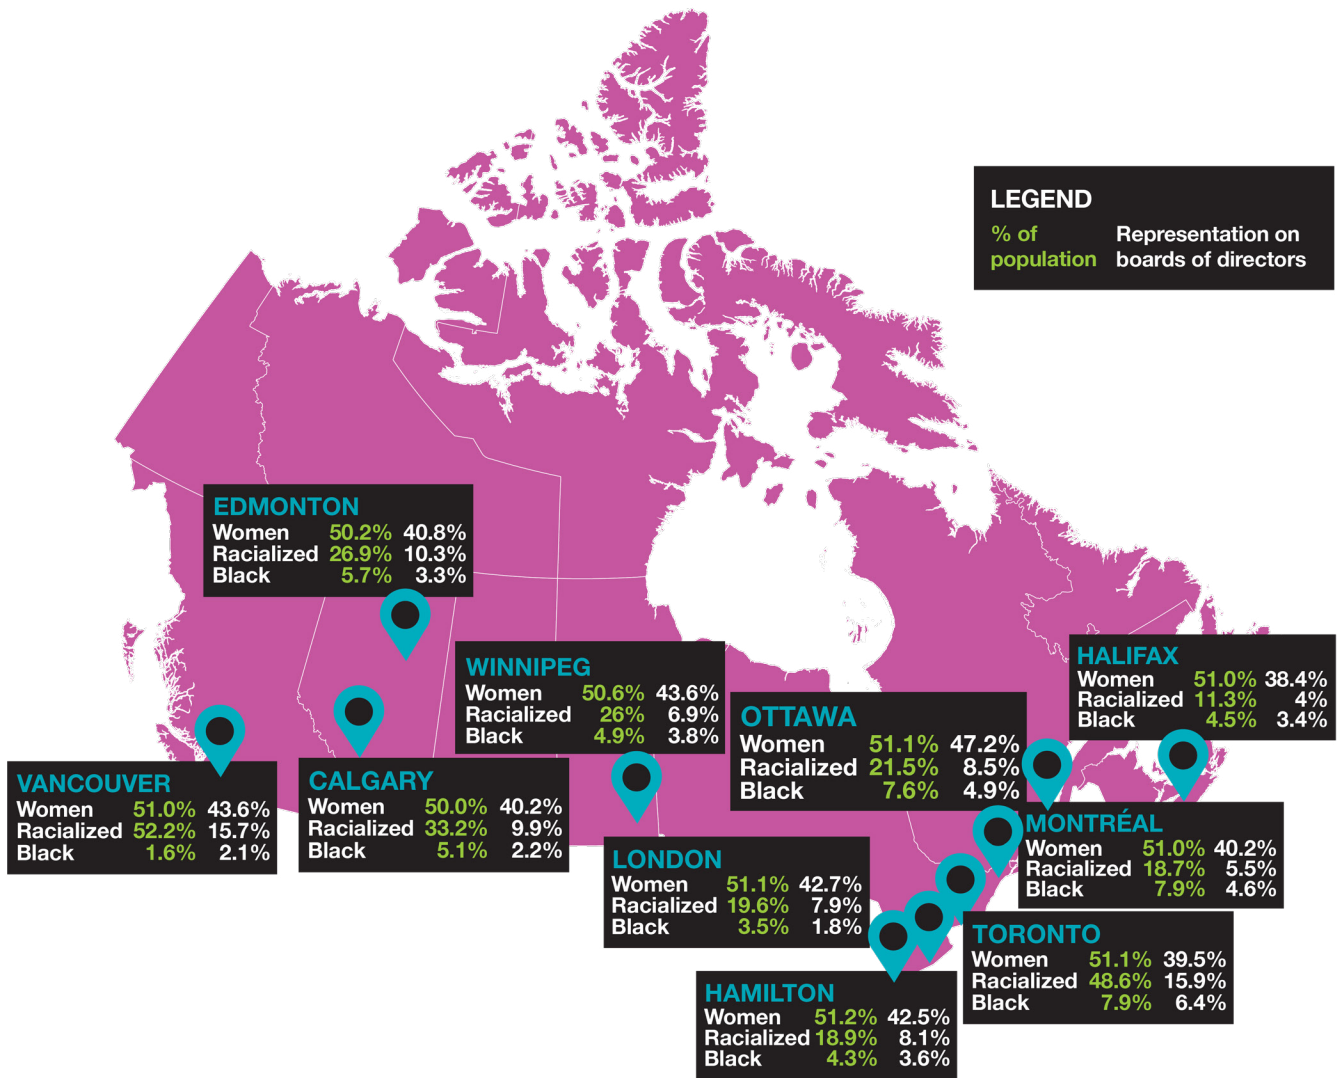 LEGEND
% of population Representation on boards of directors
EDMONTON
Women 50.2% 40.8%
Racialized 26.9% 10.3%
Black 5.7% 3.3%
WINNIPEG
Women 50.6% 43.6%
Racialized 26% 6.9%
Black 4.9% 3.8%
HALIFAX
Women 51.0% 38.4%
Racialized 11.3% 4%
Black 4.5% 3.4%
OTTAWA
Women 51.1% 47.2%
Racialized 21.5% 8.5%
Black 7.6% 4.9%
VANCOUVER
Women 51.0% 43.6%
Racialized 52.2% 15.7%
Black 1.6% 2.1%
CALGARY
Women 50.0% 40.2%
Racialized 33.2% 9.9%
Black 5.1% 2.2%
MONTRÉAL
Women 51.0% 40.2%
Racialized 18.7% 5.5%
Black 7.9% 4.6%
LONDON
Women 51.1% 42.7%
Racialized 19.6% 7.9%
Black 3.5% 1.8%
TORONTO
Women 51.1% 39.5%
Racialized 48.6% 15.9%
Black 7.9% 6.4%
HAMILTON
Women 51.2% 42.5%
Racialized 18.9% 8.1%
Black 4.3% 3.6%